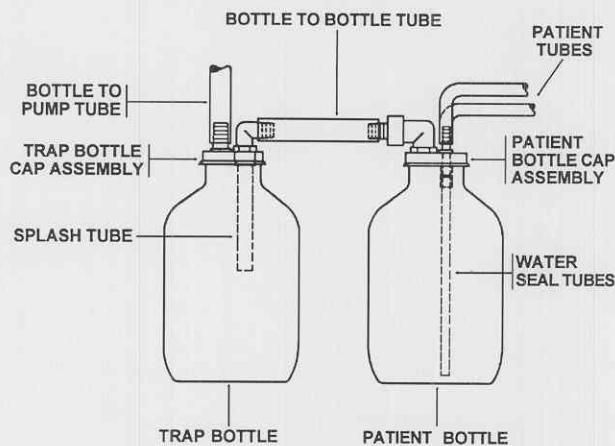 BOTTLE TO BOTTLE TUBE
PATIENT
TUBES
BOTTLE TO
PUMP TUBE
TRAP BOTTLE
CAP ASSEMBLY
PATIENT
BOTTLE CAP
ASSEMBLY
SPLASH TUBE
WATER
SEAL TUBES
TRAP BOTTLE
PATIENT BOTTLE